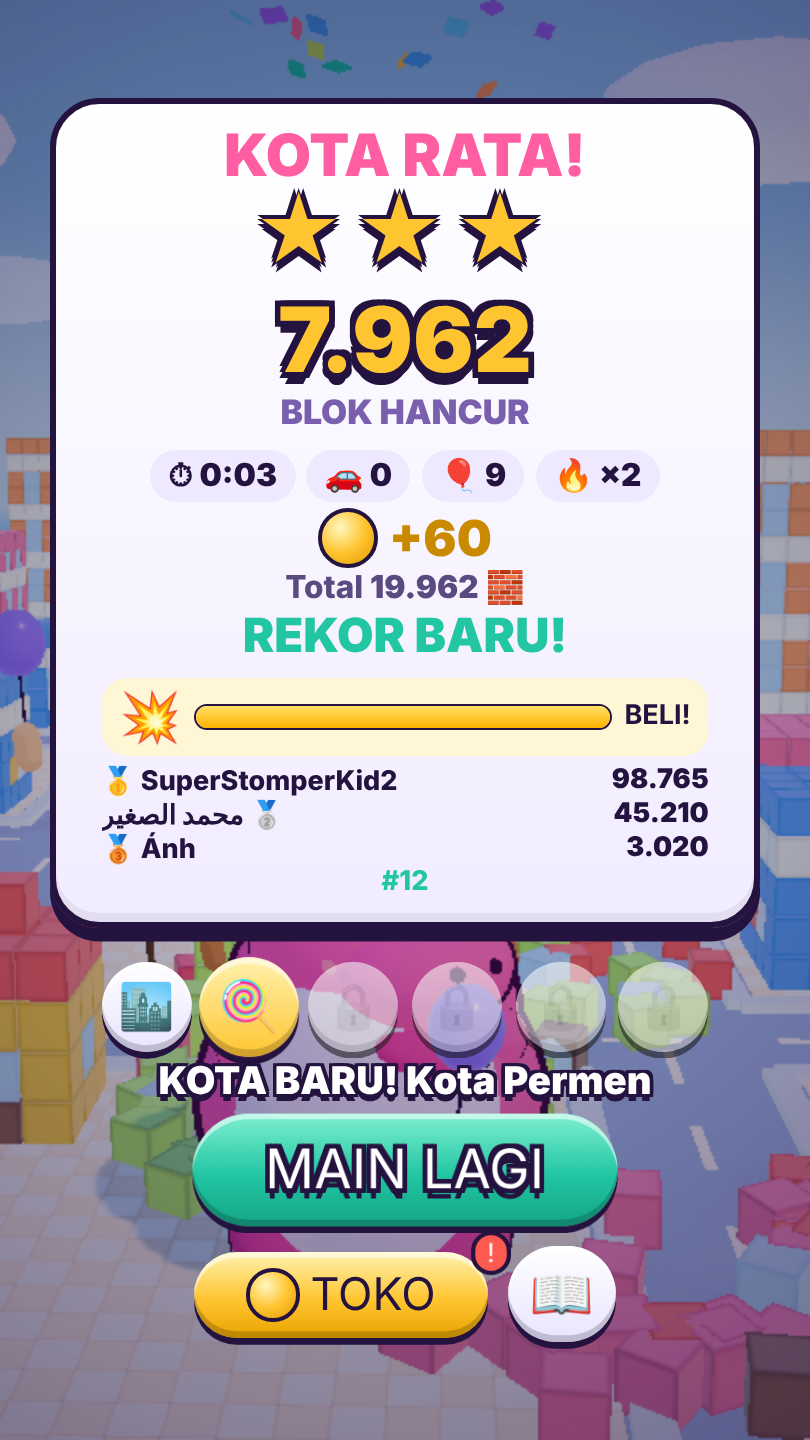 KOTA RATA!
7.962
BLOK HANCUR
0:03 0 9 ×2
+60
Total 19.962
REKOR BARU!
BELI!
SuperStomperKid2 98.765
محمد الصغير 45.210
Ánh 3.020
#12
KOTA BARU! Kota Permen
MAIN LAGI
!
TOKO